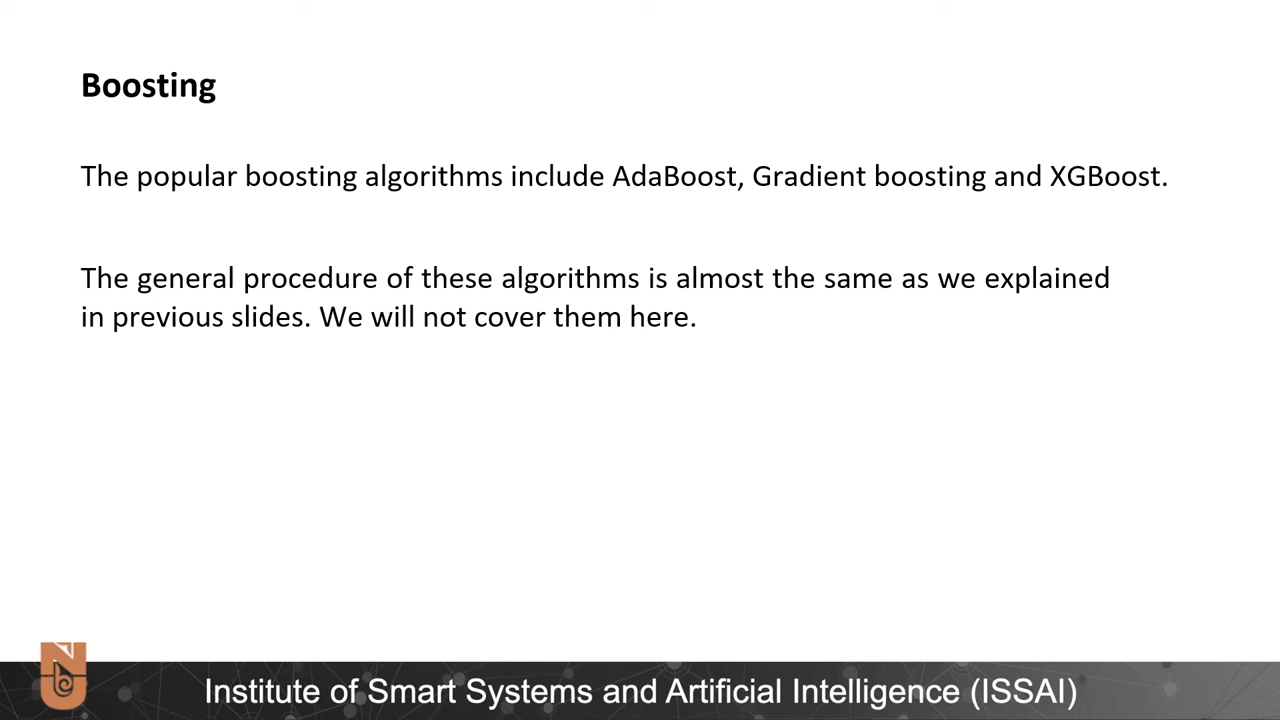 Boosting
The popular boosting algorithms include AdaBoost, Gradient boosting and XGBoost.
The general procedure of these algorithms is almost the same as we explained
in previous slides. We will not cover them here.
Institute of Smart Systems and Artificial Intelligence (ISSAI)